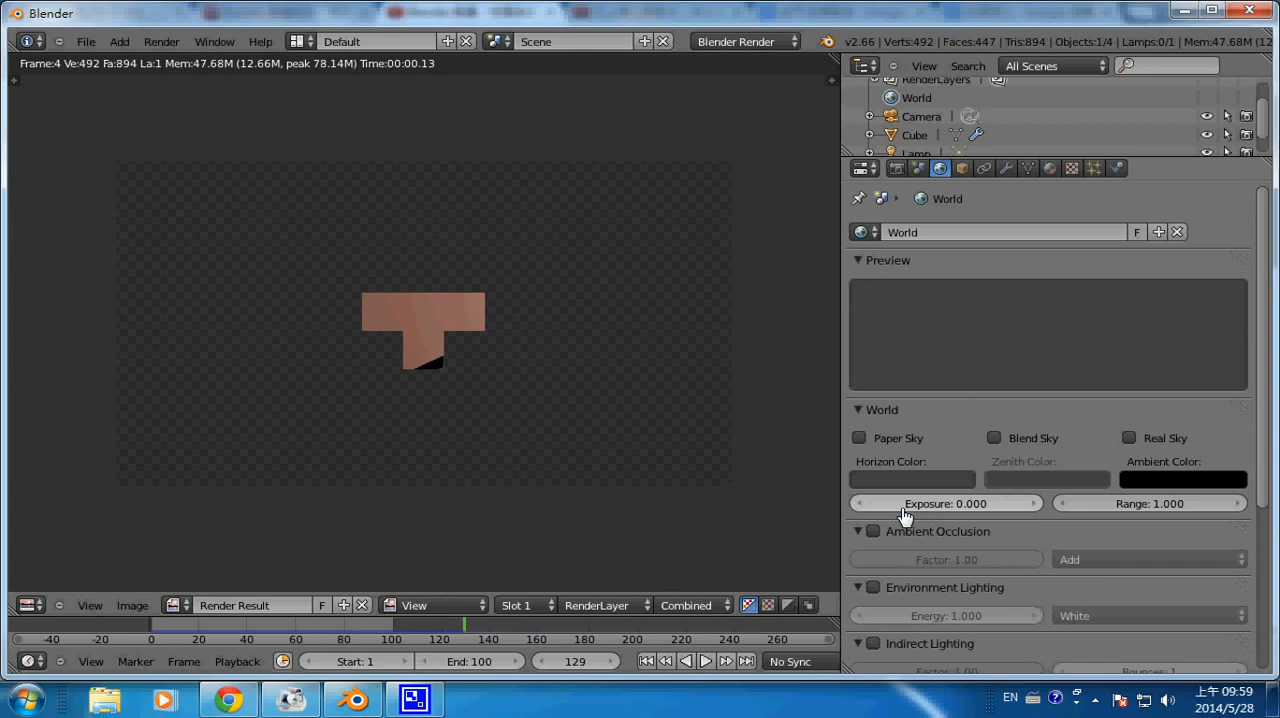 Blender
File Add Render Window Help Default Scene Blender Render v2.66 | Verts:492 | Faces:447 | Tris:894 | Objects:1/4 | Lamps:0/1 | Mem:47.68M (12
Frame:4 Ve:492 Fa:894 La:1 Mem:47.68M (12.66M, peak 78.14M) Time:00:00.13
View Search All Scenes
RenderLayers |
World
Camera |
Cube |
Lamp |
World
World F
Preview
World
Paper Sky Blend Sky Real Sky
Horizon Color: Zenith Color: Ambient Color:
Exposure: 0.000 Range: 1.000
Ambient Occlusion
Factor: 1.00 Add
Environment Lighting
Energy: 1.000 White
Indirect Lighting
Factor: 1.00 Bounces: 1
View Image Render Result F View Slot 1 RenderLayer Combined
-40 -20 0 20 40 60 80 100 120 140 160 180 200 220 240 260
View Marker Frame Playback Start: 1 End: 100 129 No Sync
EN 上午 09:59
2014/5/28